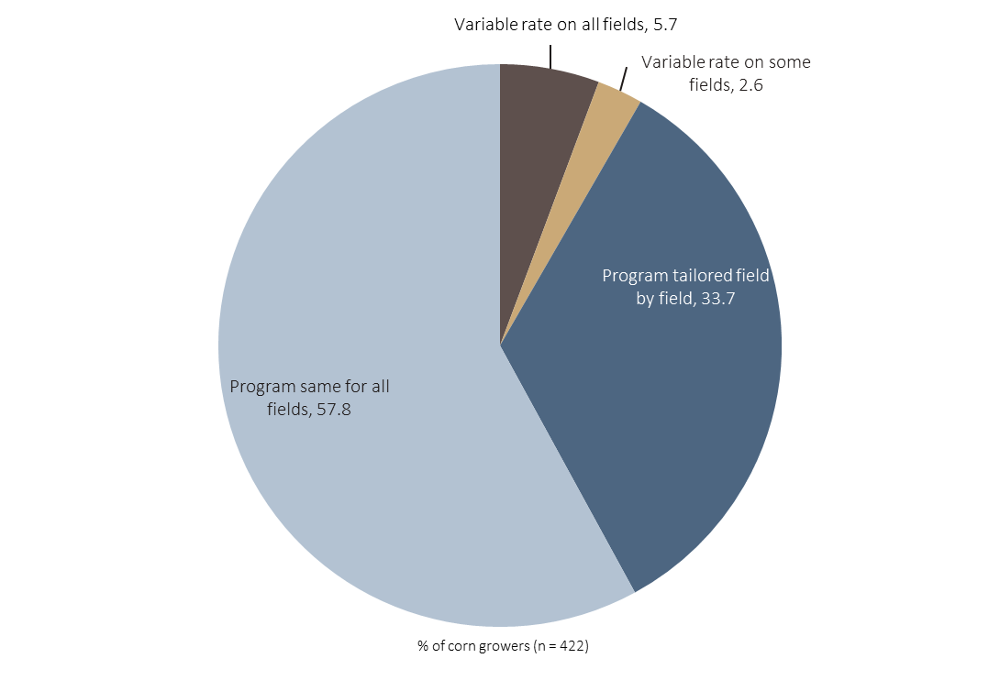 Variable rate on all fields, 5.7
Variable rate on some
fields, 2.6
Program tailored field
by field, 33.7
Program same for all
fields, 57.8
% of corn growers (n = 422)